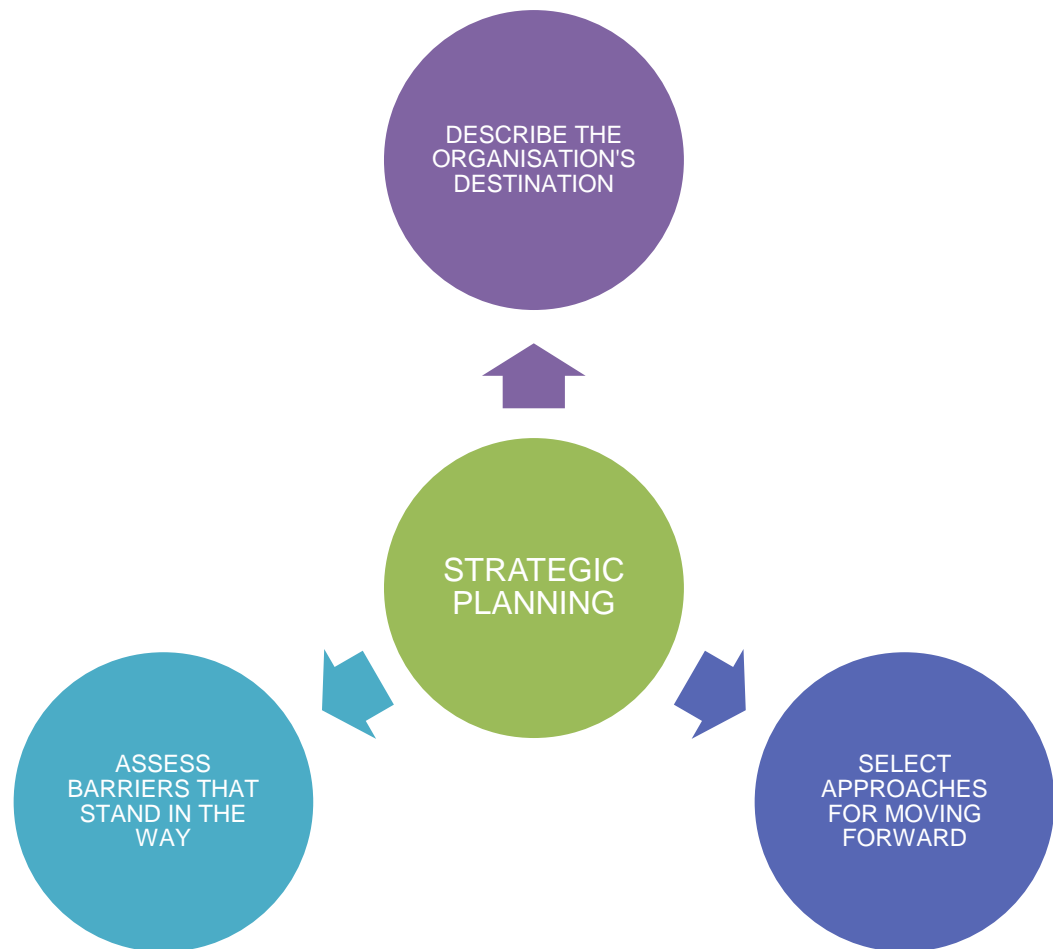 DESCRIBE THE
ORGANISATION'S
DESTINATION
STRATEGIC
PLANNING
ASSESS
BARRIERS THAT
STAND IN THE
WAY
SELECT
APPROACHES
FOR MOVING
FORWARD